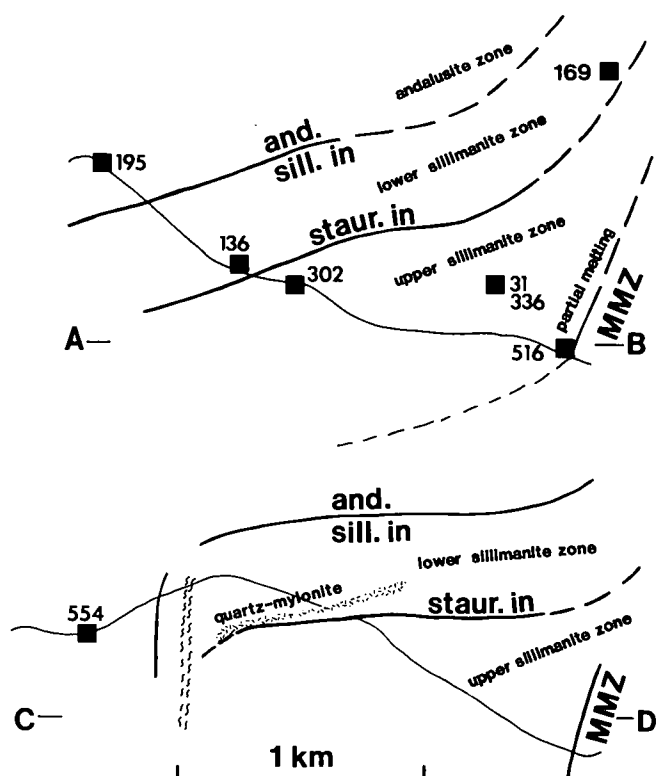 andalusite zone
169
and.
sill. in
195
lower sillimanite zone
staur. in
136
302
upper sillimanite zone
31
336
partial melting
MMZ
A
B
516
and.
sill. in
lower sillimanite zone
quartz-mylonite
staur. in
554
upper sillimanite zone
MMZ
C
D
1 km